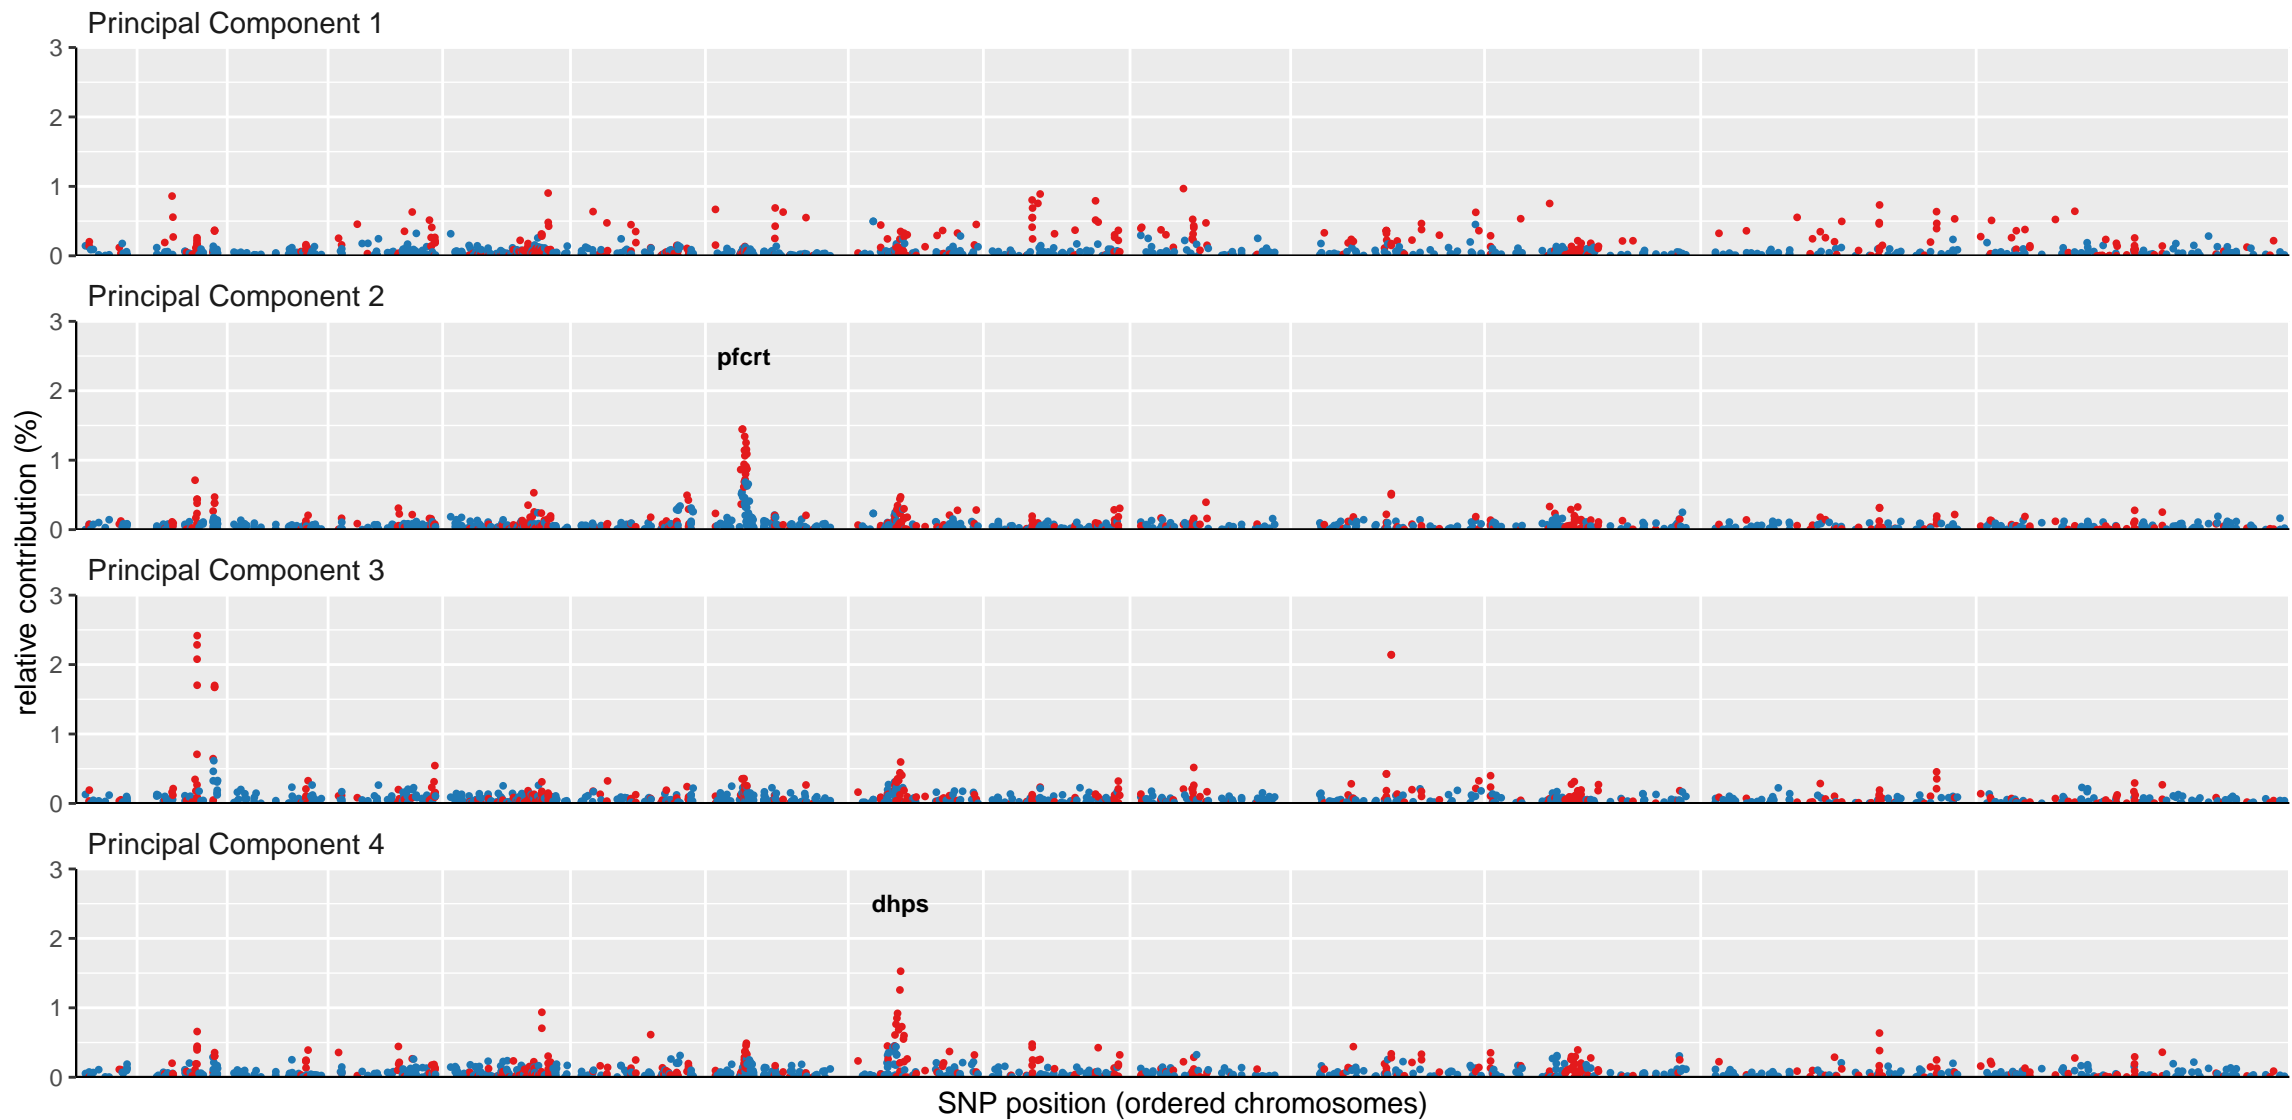 Principal Component 1
3
2
1
0
Principal Component 2
3
2
1
0
pfcrt
relative contribution (%)
Principal Component 3
3
2
1
0
Principal Component 4
3
2
1
0
dhps
SNP position (ordered chromosomes)